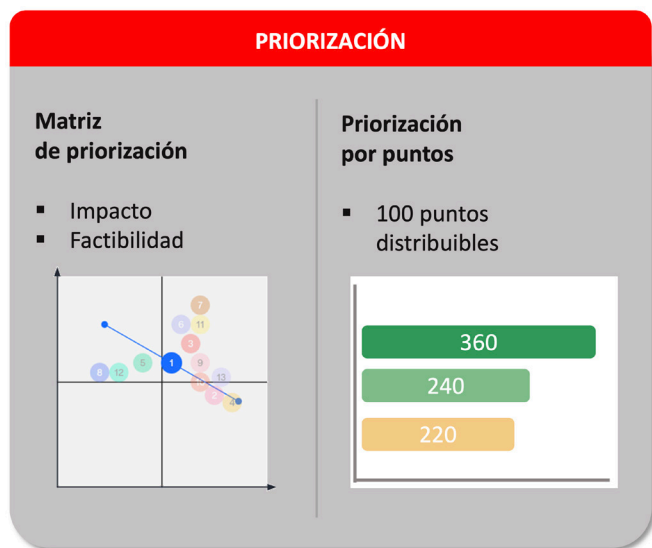 PRIORIZACIÓN
Matriz
de priorización
▪ Impacto
▪ Factibilidad
7
6
11
3
1
5
9
8
12
13
2
4
Priorización
por puntos
▪ 100 puntos
distribuibles
360
240
220